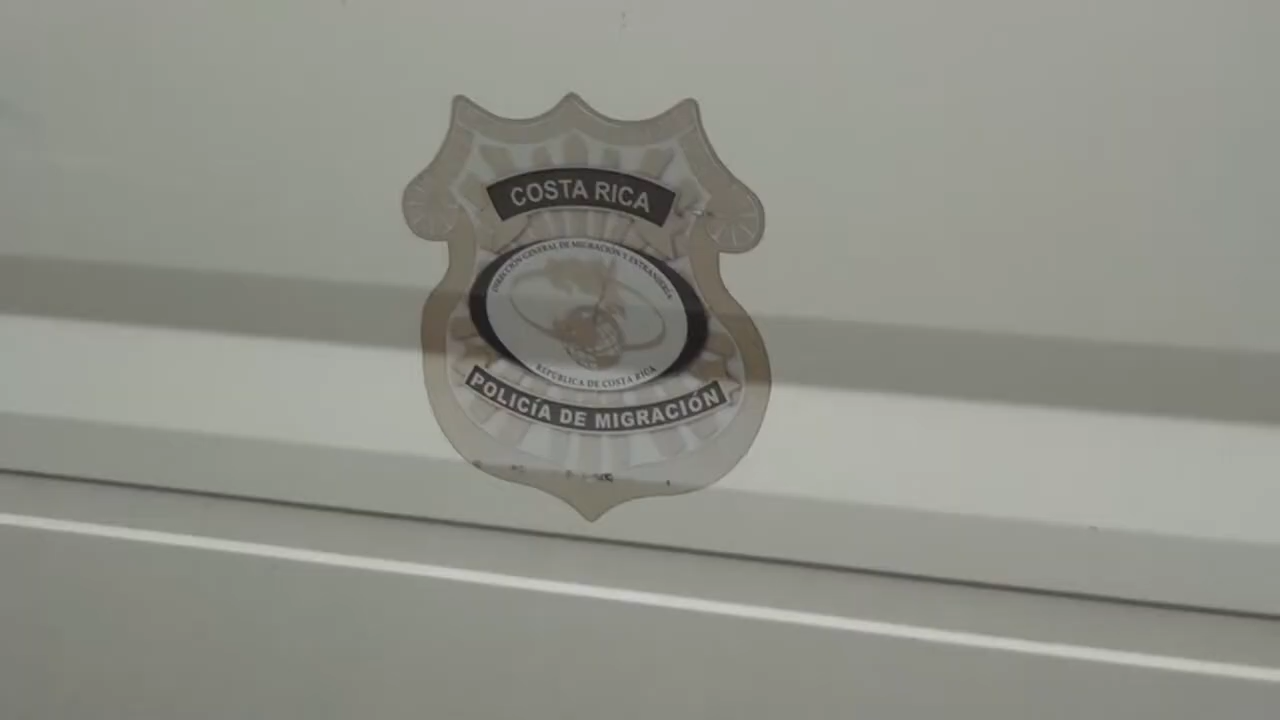 COSTA RICA
DIRECCIÓN GENERAL DE MIGRACIÓN Y EXTRANJERÍA
REPÚBLICA DE COSTA RICA
POLICÍA DE MIGRACIÓN